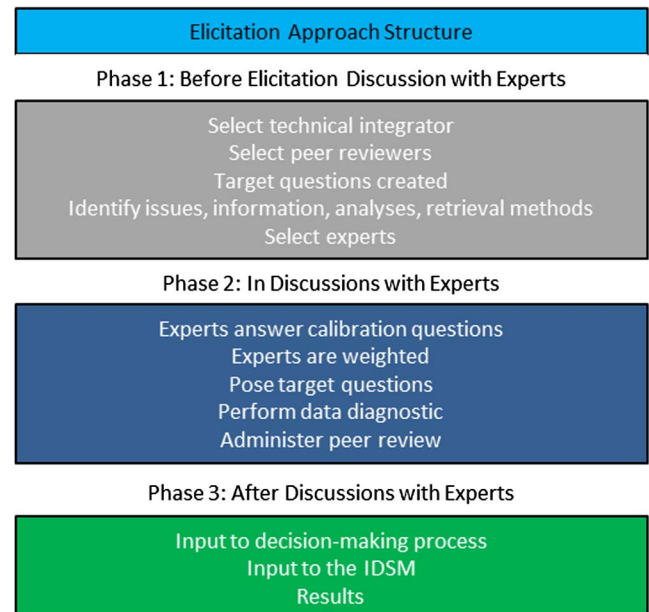 Elicitation Approach Structure
Phase 1: Before Elicitation Discussion with Experts
Select technical integrator
Select peer reviewers
Target questions created
Identify issues, information, analyses, retrieval methods
Select experts
Phase 2: In Discussions with Experts
Experts answer calibration questions
Experts are weighted
Pose target questions
Perform data diagnostic
Administer peer review
Phase 3: After Discussions with Experts
Input to decision-making process
Input to the IDSM
Results